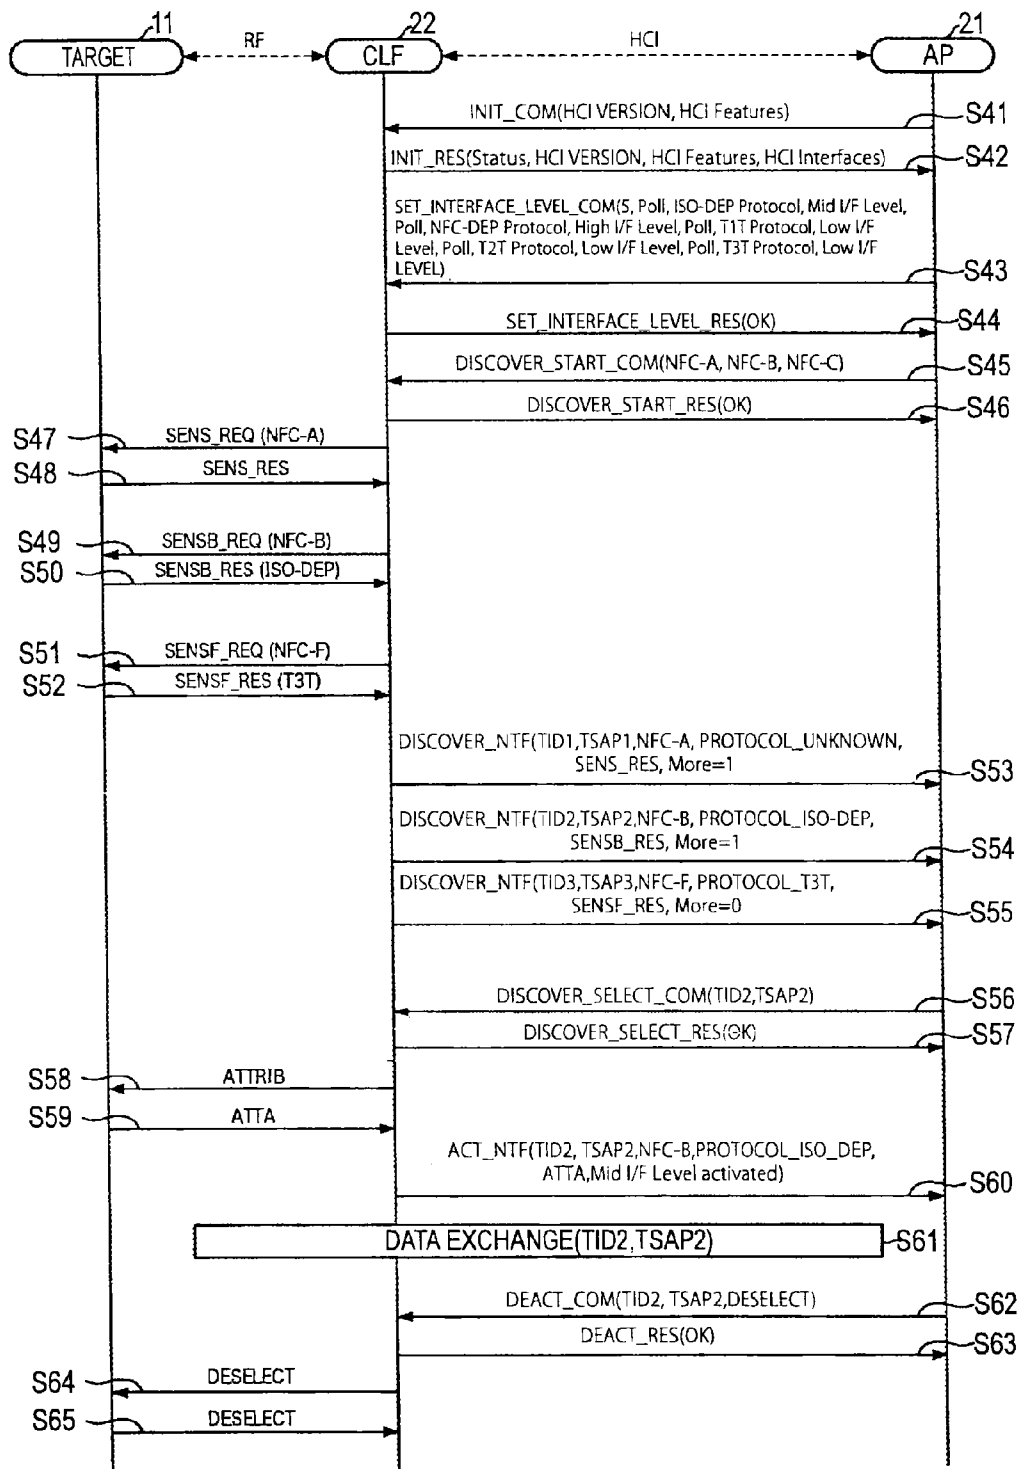 11
22
21
TARGET
RF
CLF
HCI
AP
INIT_COM(HCI VERSION, HCI Features)
S41
INIT_RES(Status, HCI VERSION, HCI Features, HCI Interfaces)
S42
SET_INTERFACE_LEVEL_COM(5, Poll, ISO-DEP Protocol, Mid I/F Level,
Poll, NFC-DEP Protocol, High I/F Level, Poll, T1T Protocol, Low I/F
Level, Poll, T2T Protocol, Low I/F Level, Poll, T3T Protocol, Low I/F
LEVEL)
S43
SET_INTERFACE_LEVEL_RES(OK)
S44
DISCOVER_START_COM(NFC-A, NFC-B, NFC-C)
S45
DISCOVER_START_RES(OK)
S46
S47
SENS_REQ (NFC-A)
S48
SENS_RES
S49
SENSB_REQ (NFC-B)
S50
SENSB_RES (ISO-DEP)
S51
SENSF_REQ (NFC-F)
S52
SENSF_RES (T3T)
DISCOVER_NTF(TID1,TSAP1,NFC-A, PROTOCOL_UNKNOWN,
SENS_RES, More=1
S53
DISCOVER_NTF(TID2,TSAP2,NFC-B, PROTOCOL_ISO-DEP,
SENSB_RES, More=1
S54
DISCOVER_NTF(TID3,TSAP3,NFC-F, PROTOCOL_T3T,
SENSF_RES, More=0
S55
DISCOVER_SELECT_COM(TID2,TSAP2)
S56
DISCOVER_SELECT_RES(OK)
S57
S58
ATTRIB
S59
ATTA
ACT_NTF(TID2, TSAP2,NFC-B,PROTOCOL_ISO_DEP,
ATTA,Mid I/F Level activated)
S60
DATA EXCHANGE(TID2,TSAP2)
S61
DEACT_COM(TID2, TSAP2,DESELECT)
S62
DEACT_RES(OK)
S63
S64
DESELECT
S65
DESELECT